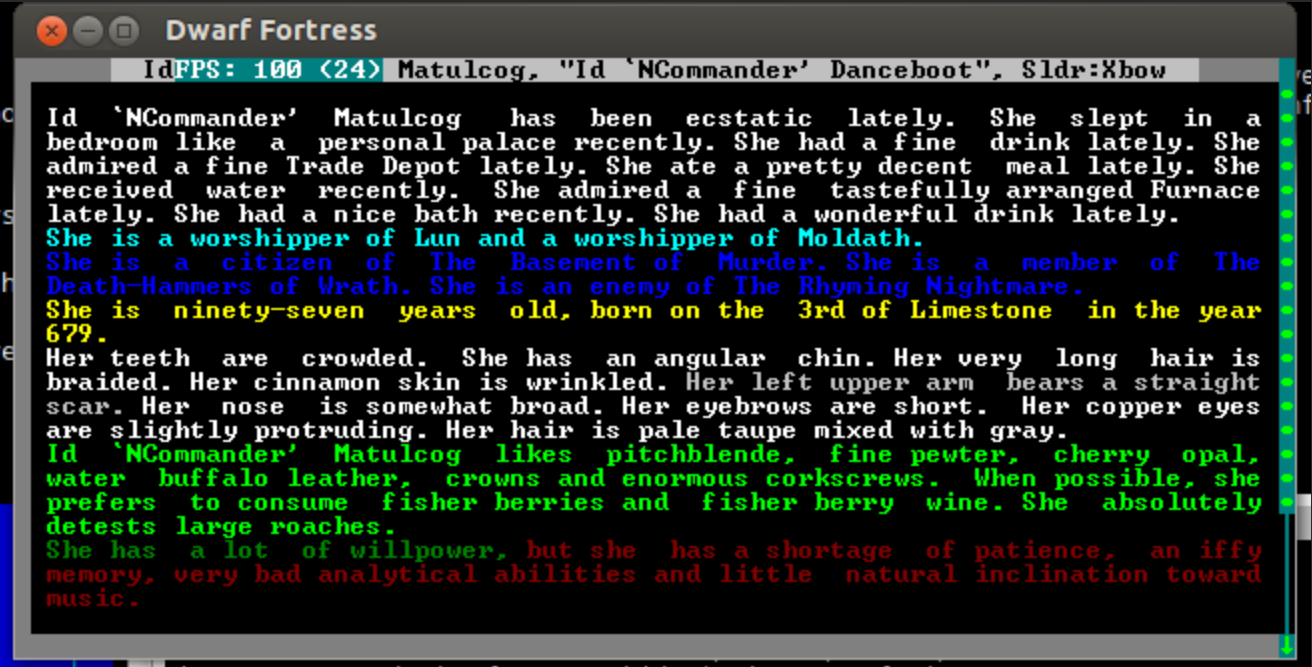 Dwarf Fortress
IdFPS: 100 (24) Matulcog, "Id `NCommander' Danceboot", Sldr:Xbow
Id `NCommander' Matulcog has been ecstatic lately. She slept in a
bedroom like a personal palace recently. She had a fine drink lately. She
admired a fine Trade Depot lately. She ate a pretty decent meal lately. She
received water recently. She admired a fine tastefully arranged Furnace
lately. She had a nice bath recently. She had a wonderful drink lately.
She is a worshipper of Lun and a worshipper of Moldath.
She is a citizen of The Basement of Murder. She is a member of The
Death-Hammers of Wrath. She is an enemy of The Rhyming Nightmare.
She is ninety-seven years old, born on the 3rd of Limestone in the year
679.
Her teeth are crowded. She has an angular chin. Her very long hair is
braided. Her cinnamon skin is wrinkled. Her left upper arm bears a straight
scar. Her nose is somewhat broad. Her eyebrows are short. Her copper eyes
are slightly protruding. Her hair is pale taupe mixed with gray.
Id `NCommander' Matulcog likes pitchblende, fine pewter, cherry opal,
water buffalo leather, crowns and enormous corkscrews. When possible, she
prefers to consume fisher berries and fisher berry wine. She absolutely
detests large roaches.
She has a lot of willpower, but she has a shortage of patience, an iffy
memory, very bad analytical abilities and little natural inclination toward
music.